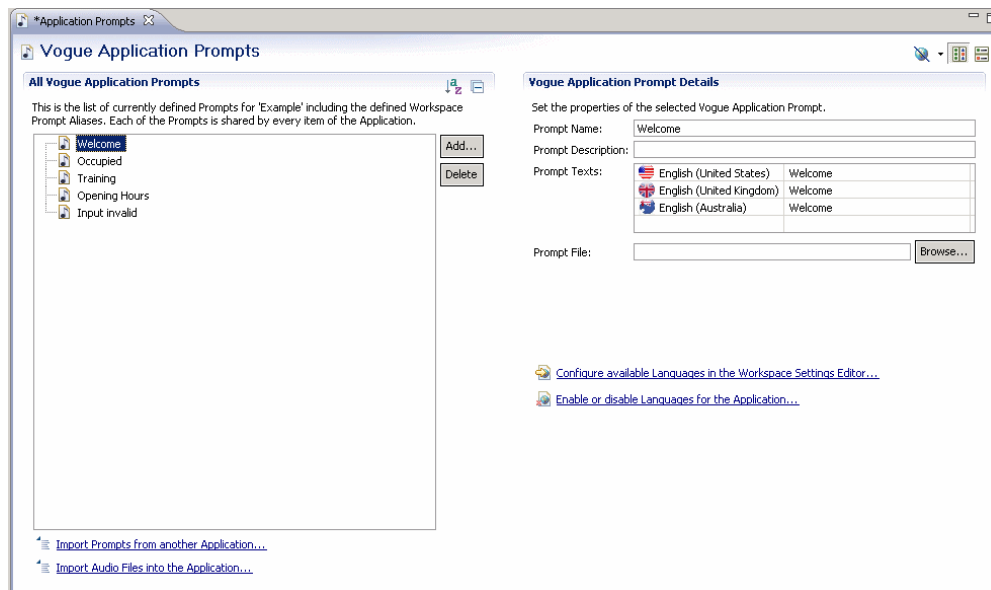 *Application Prompts
Vogue Application Prompts
All Vogue Application Prompts
This is the list of currently defined Prompts for 'Example' including the defined Workspace
Prompt Aliases. Each of the Prompts is shared by every item of the Application.
Welcome
Occupied
Training
Opening Hours
Input invalid
Add...
Delete
Import Prompts from another Application...
Import Audio Files into the Application...
Vogue Application Prompt Details
Set the properties of the selected Vogue Application Prompt.
Prompt Name: Welcome
Prompt Description:
Prompt Texts: English (United States) Welcome
English (United Kingdom) Welcome
English (Australia) Welcome
Prompt File: Browse...
Configure available Languages in the Workspace Settings Editor...
Enable or disable Languages for the Application...